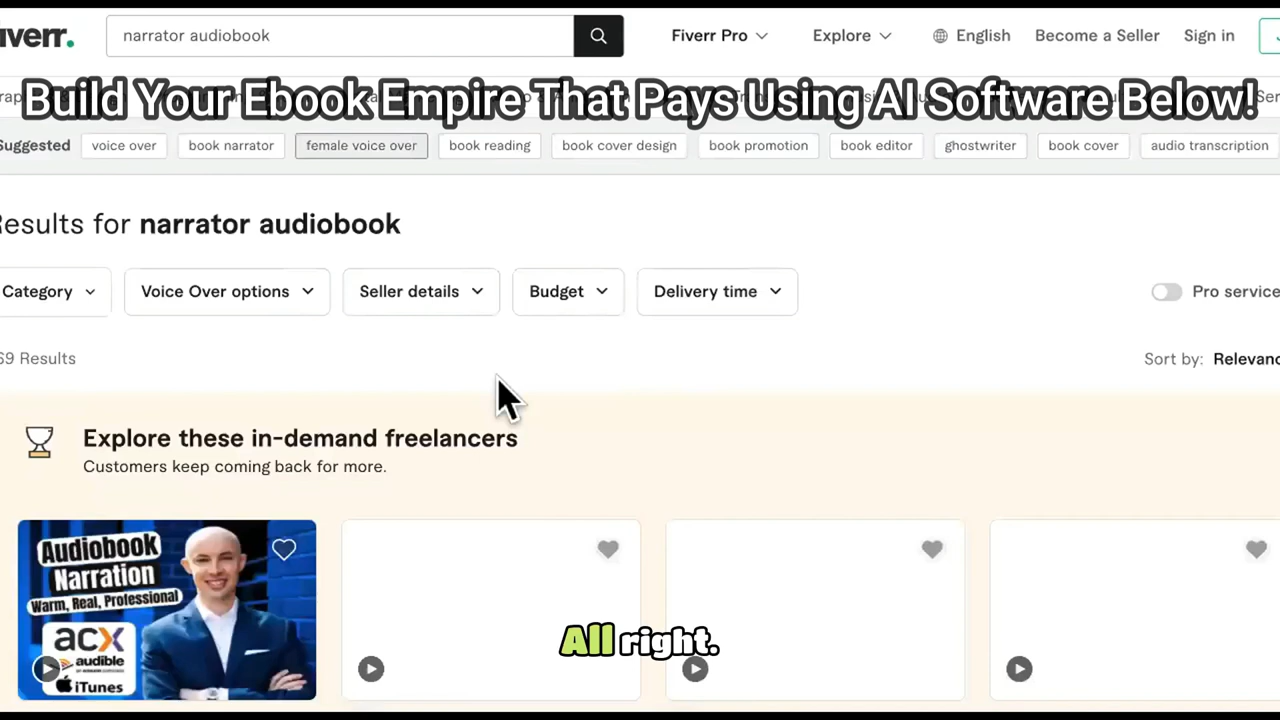 iverr.
narrator audiobook
Fiverr Pro
Explore
English
Become a Seller
Sign in
Build Your Ebook Empire That Pays Using AI Software Below!
Suggested
voice over
book narrator
female voice over
book reading
book cover design
book promotion
book editor
ghostwriter
book cover
audio transcription
Results for narrator audiobook
Category
Voice Over options
Seller details
Budget
Delivery time
Pro service
69 Results
Sort by: Relevanc
Explore these in-demand freelancers
Customers keep coming back for more.
Audiobook
Narration
Warm, Real, Professional
acx
audible
iTunes
All right.